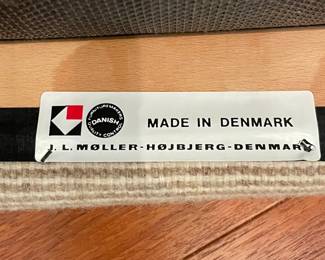 DANISH
MADE IN DENMARK
J.L.MØLLER-HØJBJERG-DENMARK